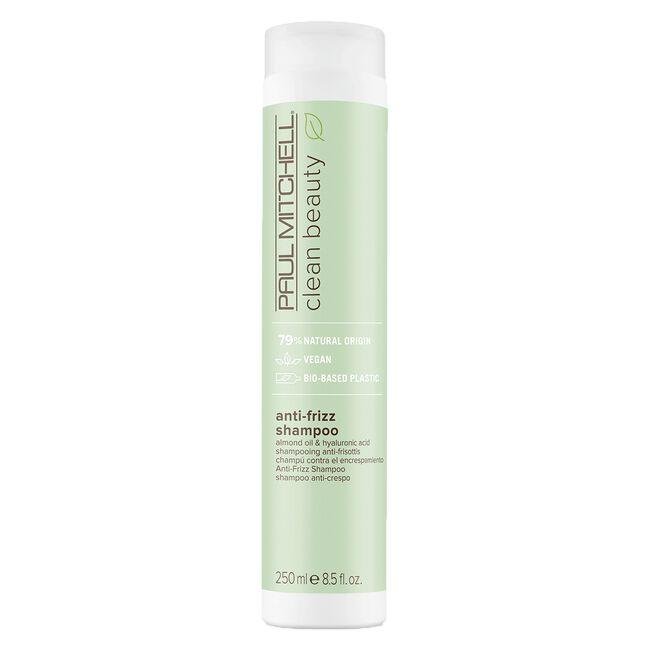 PAUL MITCHELL®
clean beauty
79% NATURAL ORIGIN
VEGAN
BIO-BASED PLASTIC
anti-frizz
shampoo
almond oil & hyaluronic acid
shampooing anti-frisottis
champú contra el encrespamiento
Anti-Frizz Shampoo
shampoo anti-crespo
250 ml e 8.5 fl. oz.